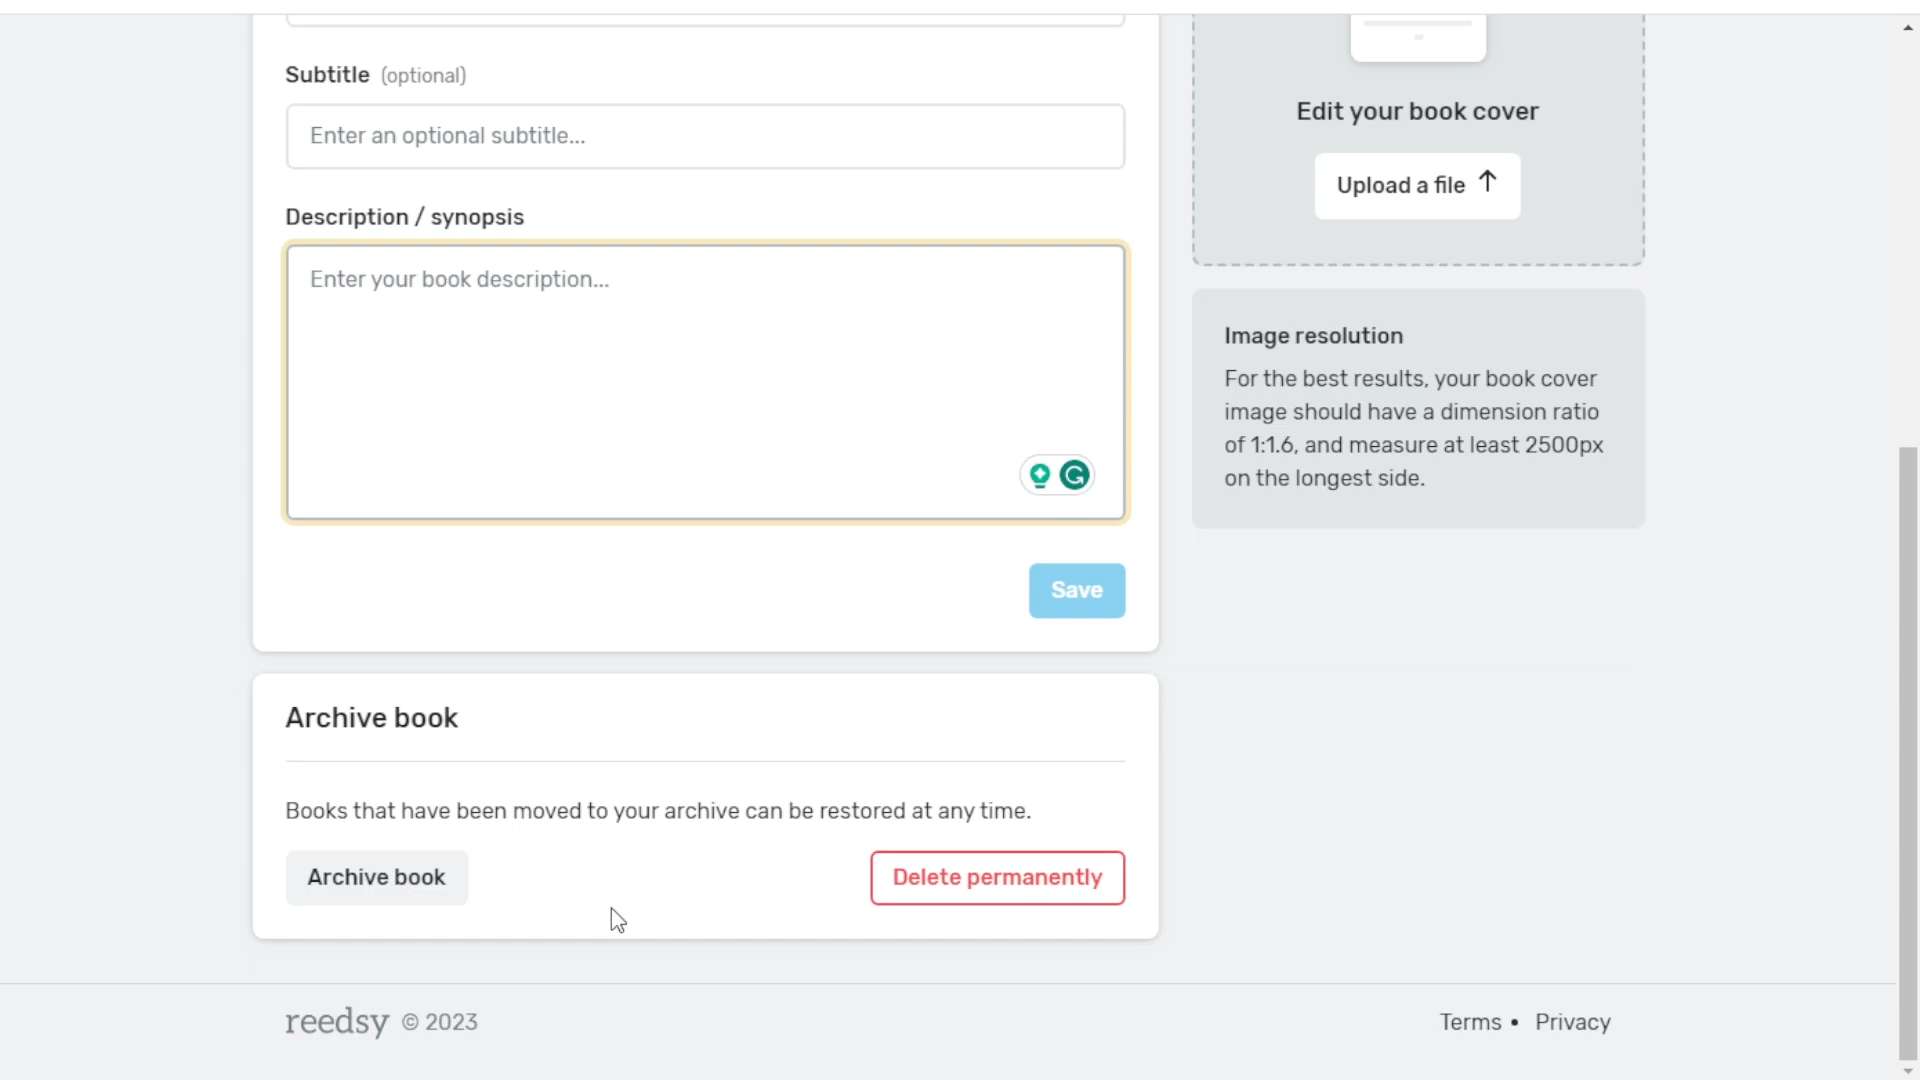 Subtitle (optional)
Enter an optional subtitle...
Description / synopsis
Enter your book description...
Save
Edit your book cover
Upload a file ↑
Image resolution
For the best results, your book cover
image should have a dimension ratio
of 1:1.6, and measure at least 2500px
on the longest side.
Archive book
Books that have been moved to your archive can be restored at any time.
Archive book
Delete permanently
reedsy © 2023
Terms • Privacy